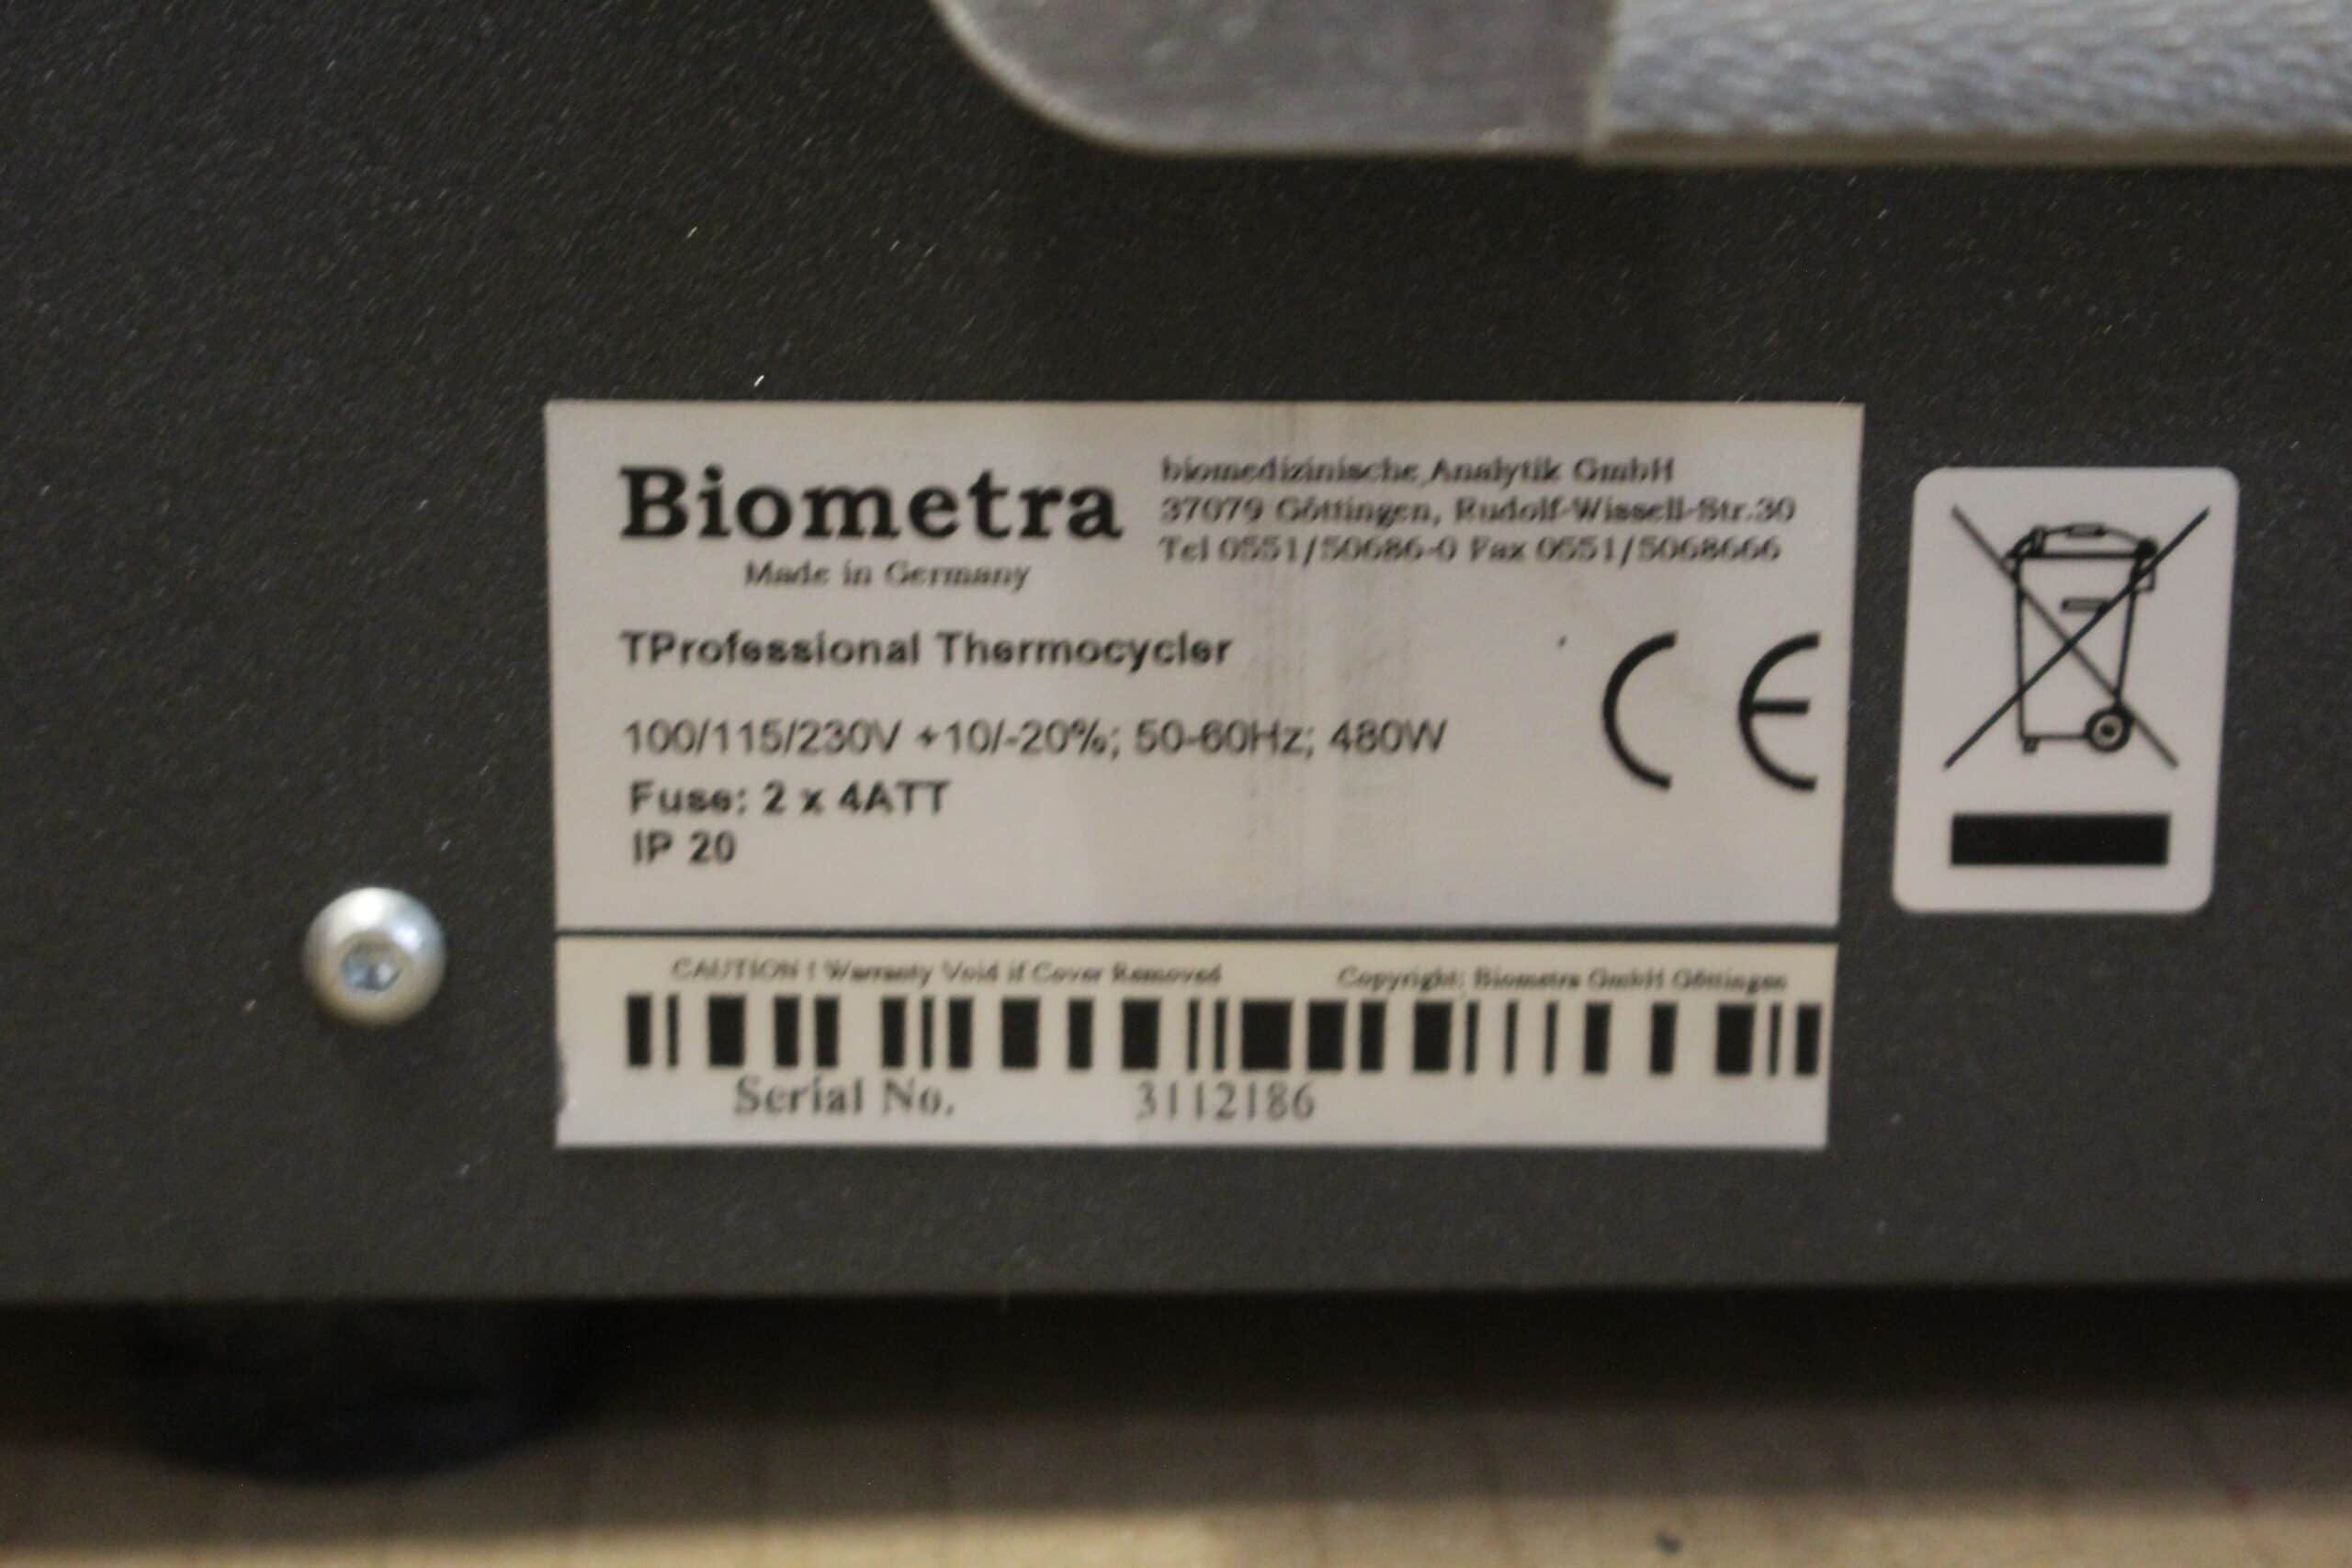 Biometra
Made in Germany
biomedizinische Analytik GmbH
37079 Göttingen, Rudolf-Wissell-Str.30
Tel 0551/50686-0 Fax 0551/5068666
TProfessional Thermocycler
100/115/230V +10/-20%; 50-60Hz; 480W
Fuse: 2 x 4ATT
IP 20
CE
CAUTION ! Warranty Void if Cover Removed
Copyright: Biometra GmbH Göttingen
Serial No. 3112186